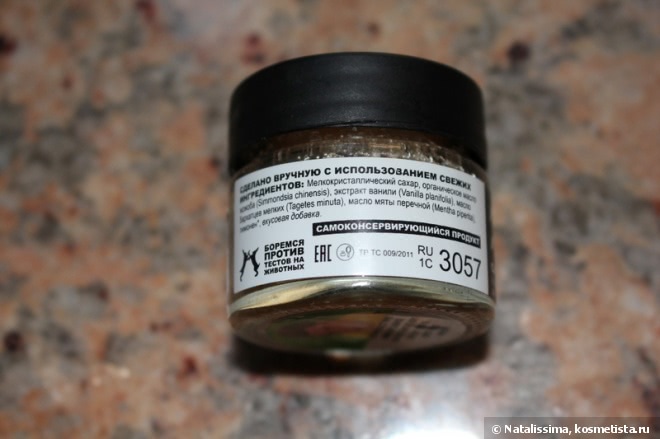 СДЕЛАНО ВРУЧНУЮ С ИСПОЛЬЗОВАНИЕМ СВЕЖИХ
ИНГРЕДИЕНТОВ: Мелкокристаллический сахар, органическое масло
(Simmondsia chinensis), экстракт ванили (Vanilla planifolia), масло
бархатцев мелких (Tagetes minuta), масло мяты перечной (Mentha piperita),
вкусовая добавка.
САМОКОНСЕРВИРУЮЩИЙСЯ ПРОДУКТ
БОРЕМСЯ
ПРОТИВ
ТЕСТОВ НА
ЖИВОТНЫХ
EAC
ТР ТС 009/2011
RU
1C
3057
© Natalissima, kosmetista.ru